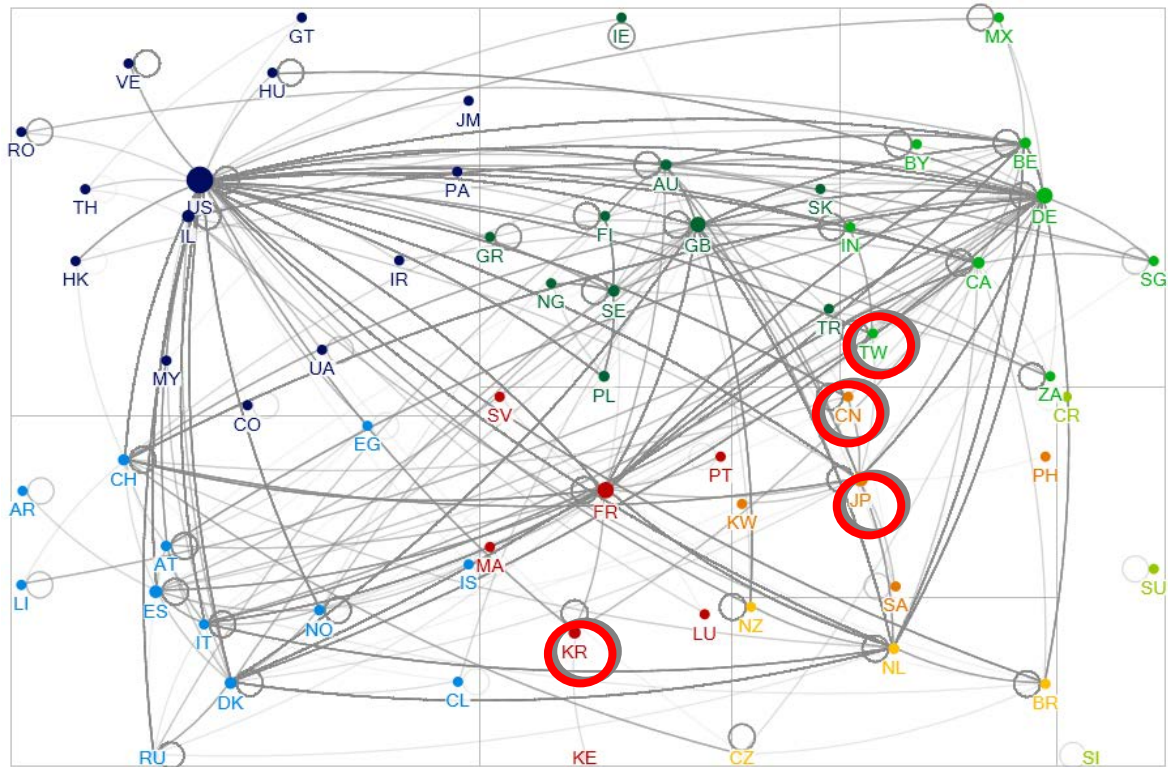 GT
IE
MX
VE
HU
JM
RO
BY
BE
PA
AU
TH
US
SK
DE
IL
FI
GB
IN
GR
HK
IR
CA
SG
NG
SE
TR
TW
MY
UA
PL
ZA
CO
SV
CN
CR
EG
CH
PT
PH
AR
FR
JP
KW
AT
MA
IS
LI
ES
SU
NO
IT
LU
NZ
SA
KR
NL
DK
CL
BR
RU
KE
CZ
SI